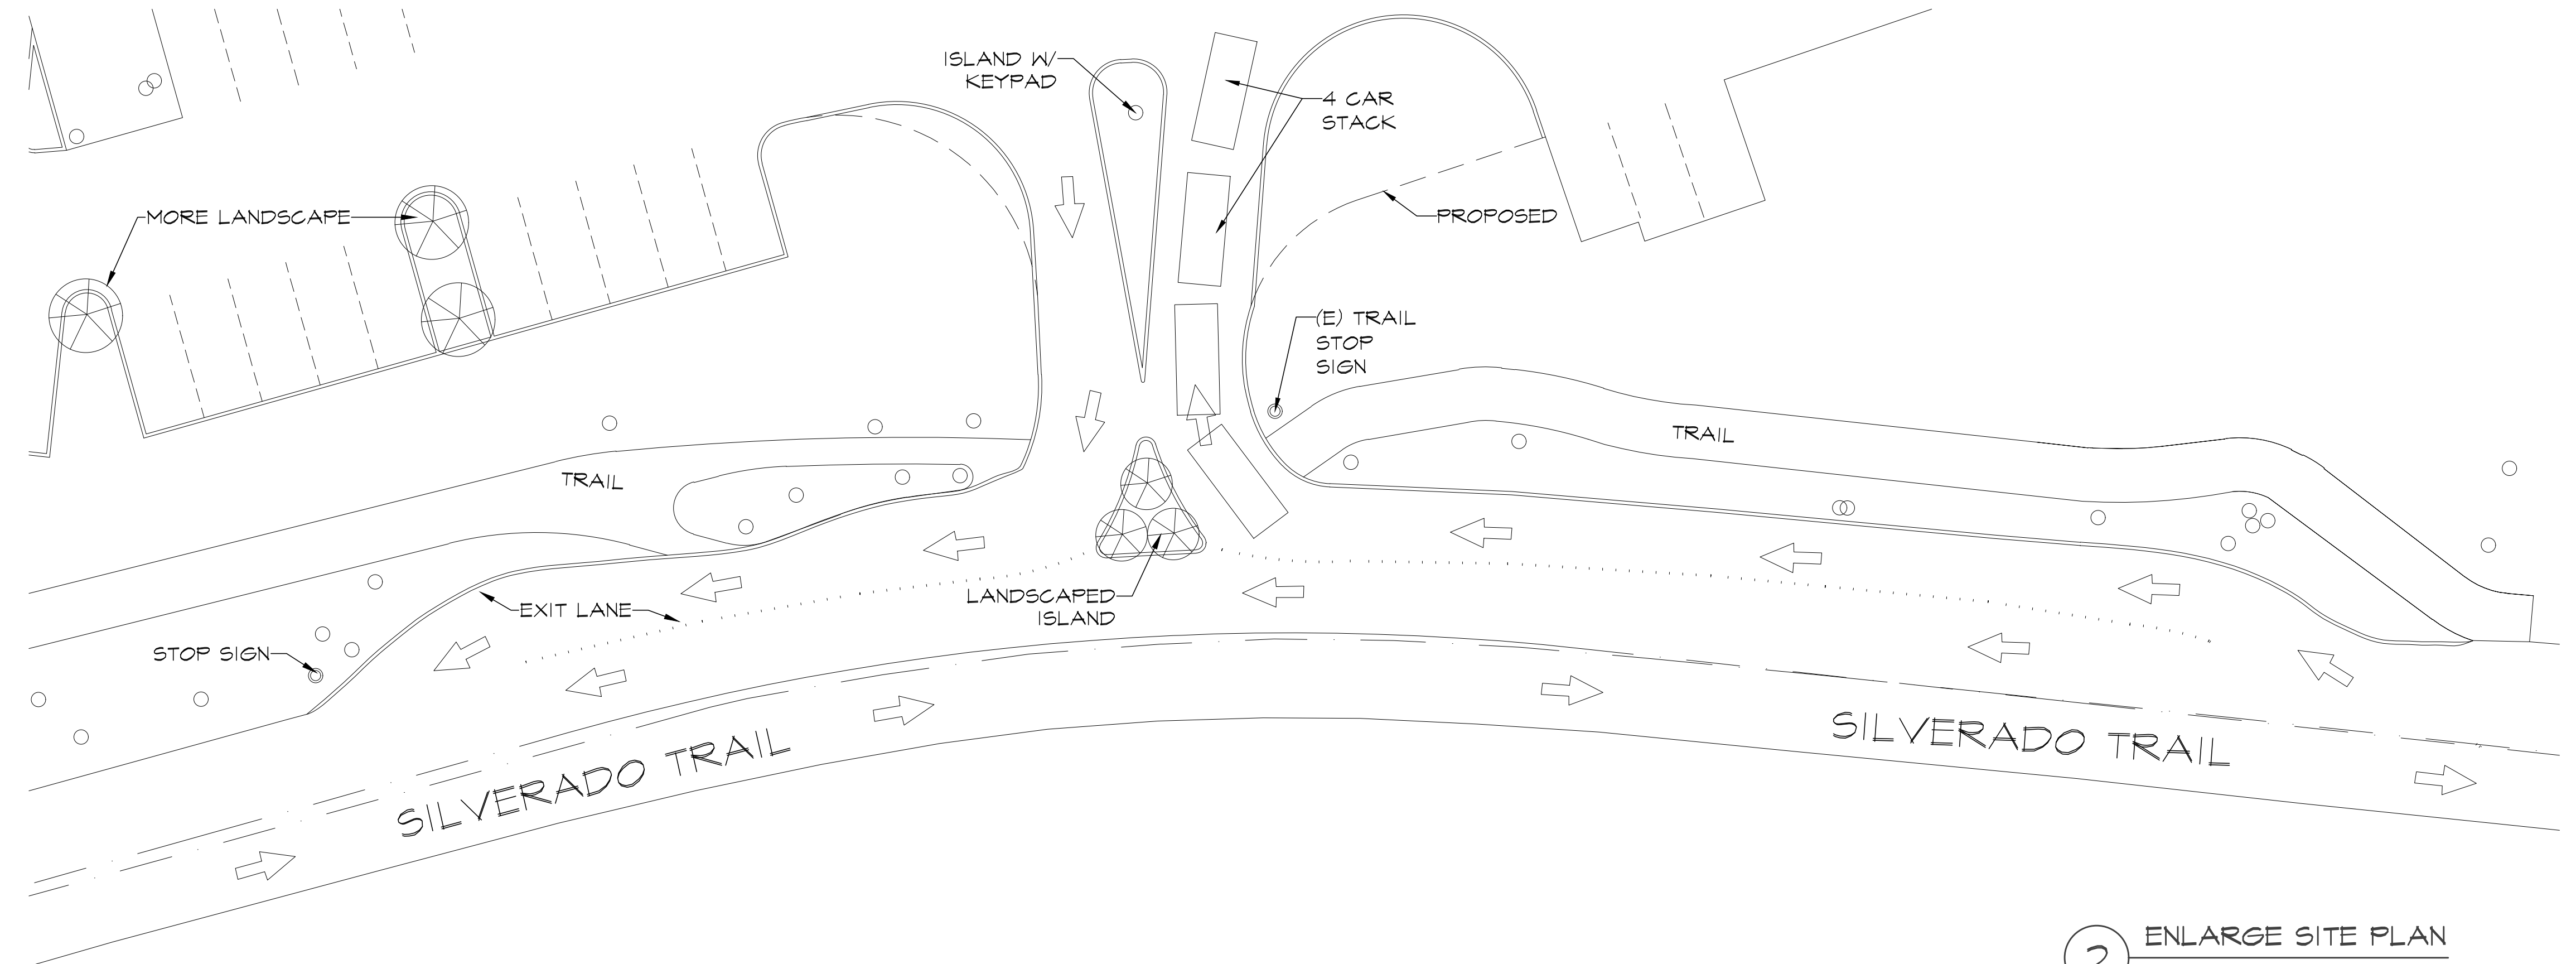 ISLAND W/
KEYPAD
4 CAR
STACK
MORE LANDSCAPE
PROPOSED
(E) TRAIL
STOP
SIGN
TRAIL
TRAIL
LANDSCAPED
ISLAND
EXIT LANE
STOP SIGN
SILVERADO TRAIL
SILVERADO TRAIL
2 ENLARGE SITE PLAN